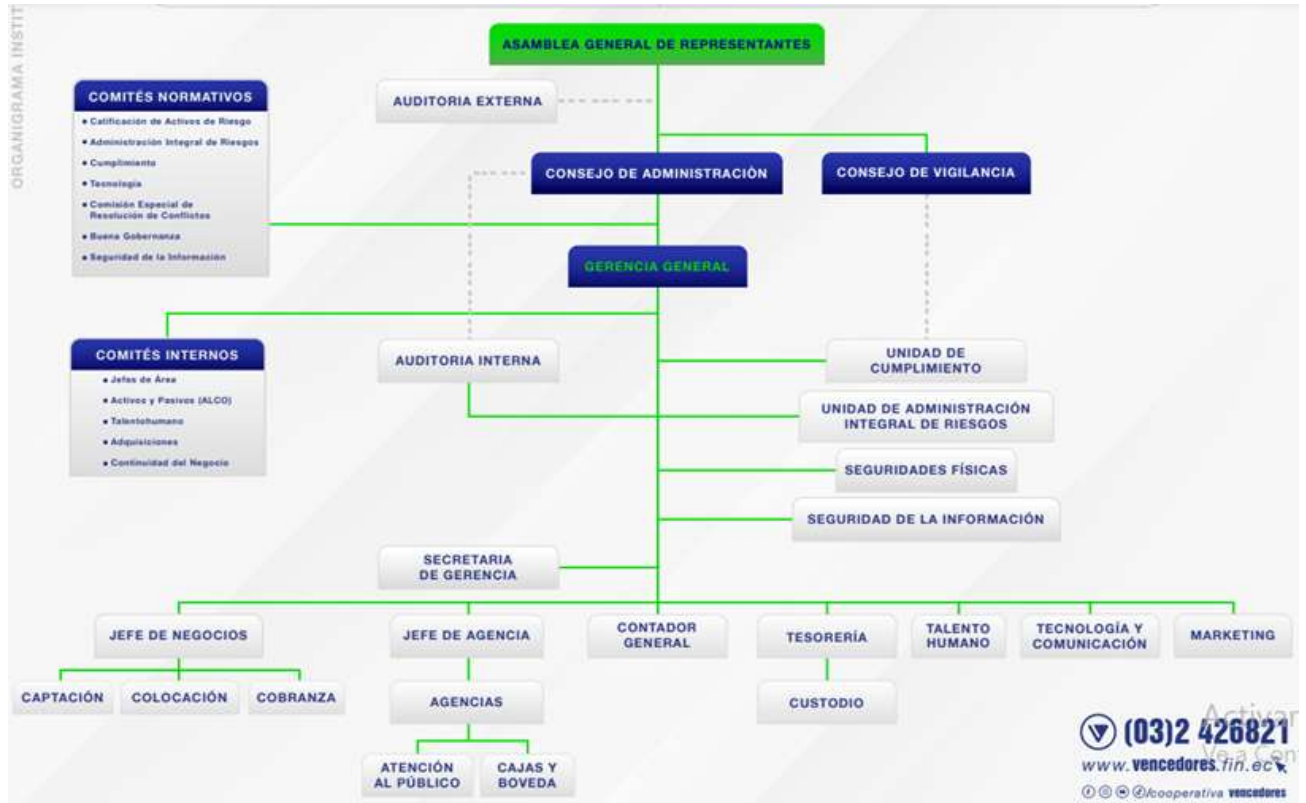 ORGANIGRAMA INSTIT
ASAMBLEA GENERAL DE REPRESENTANTES
COMITÉS NORMATIVOS
• Calificación de Activos de Riesgo
• Administración Integral de Riesgos
• Cumplimiento
• Tecnología
• Comisión Especial de
Resolución de Conflictos
• Buena Gobernanza
• Seguridad de la Información
AUDITORIA EXTERNA
CONSEJO DE ADMINISTRACIÓN
CONSEJO DE VIGILANCIA
GERENCIA GENERAL
COMITÉS INTERNOS
• Jefes de Área
• Activos y Pasivos (ALCO)
• Talentohumano
• Adquisiciones
• Continuidad del Negocio
AUDITORIA INTERNA
UNIDAD DE
CUMPLIMIENTO
UNIDAD DE ADMINISTRACIÓN
INTEGRAL DE RIESGOS
SEGURIDADES FÍSICAS
SEGURIDAD DE LA INFORMACIÓN
SECRETARIA
DE GERENCIA
JEFE DE NEGOCIOS
JEFE DE AGENCIA
CONTADOR
GENERAL
TESORERÍA
TALENTO
HUMANO
TECNOLOGÍA Y
COMUNICACIÓN
MARKETING
CAPTACIÓN
COLOCACIÓN
COBRANZA
AGENCIAS
CUSTODIO
ATENCIÓN
AL PÚBLICO
CAJAS Y
BOVEDA
Activar
Ve a Con
(03)2 426821
www.vencedores.fin.ec
/cooperativa vencedores